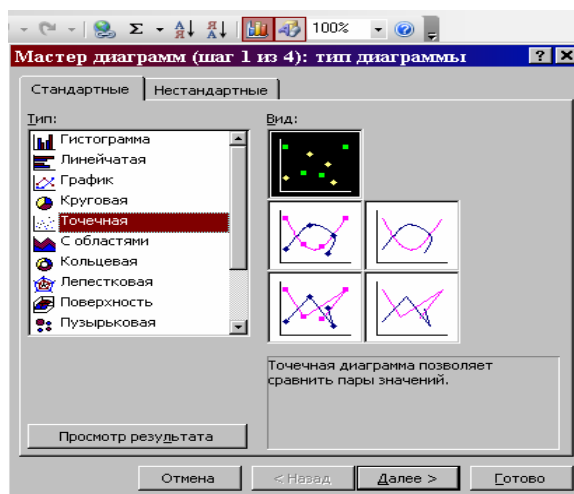 Σ А Я Я А 100% ?
Мастер диаграмм (шаг 1 из 4): тип диаграммы ? X
Стандартные Нестандартные
Тип: Вид:
Гистограмма
Линейчатая
График
Круговая
Точечная
С областями
Кольцевая
Лепестковая
Поверхность
Пузырьковая
Точечная диаграмма позволяет
сравнить пары значений.
Просмотр результата
Отмена < Назад Далее > Готово